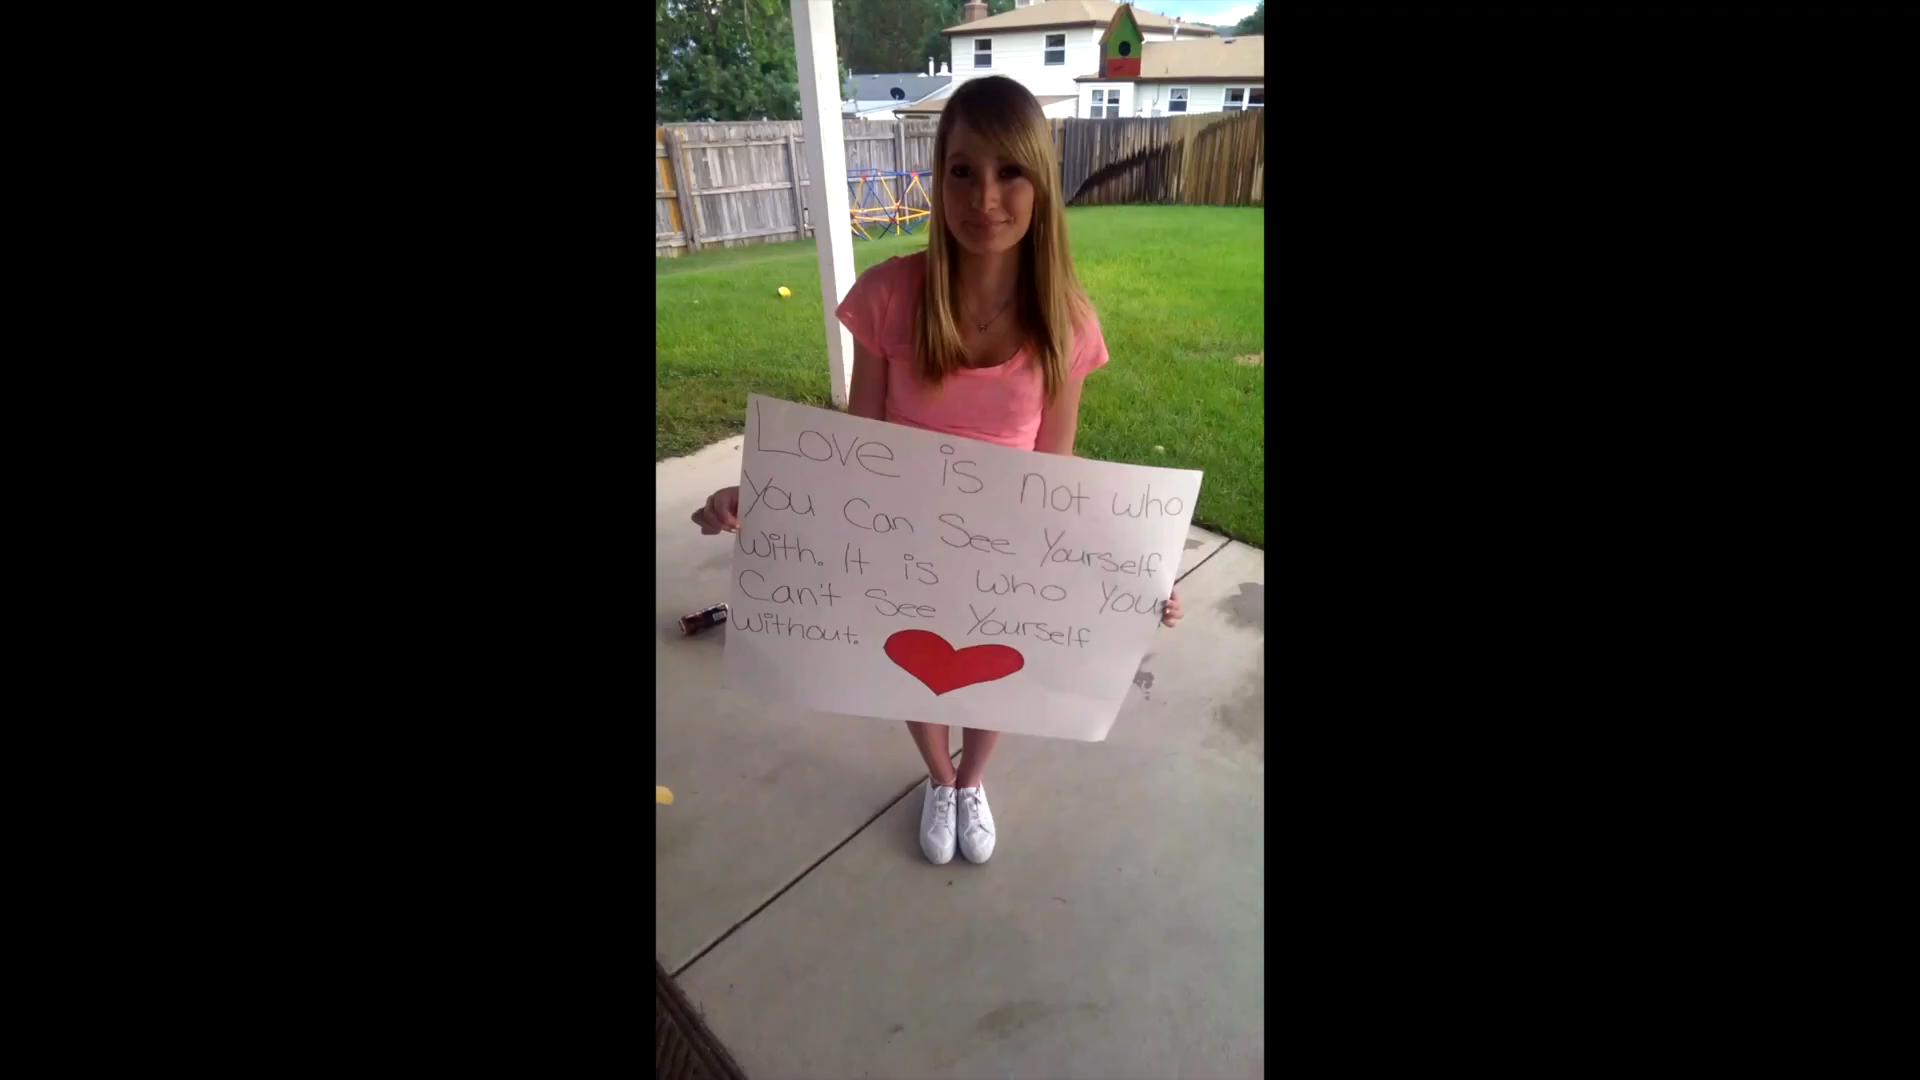 Love is not who
You Can See Yourself
With. It is who You
Can't See Yourself
Without.